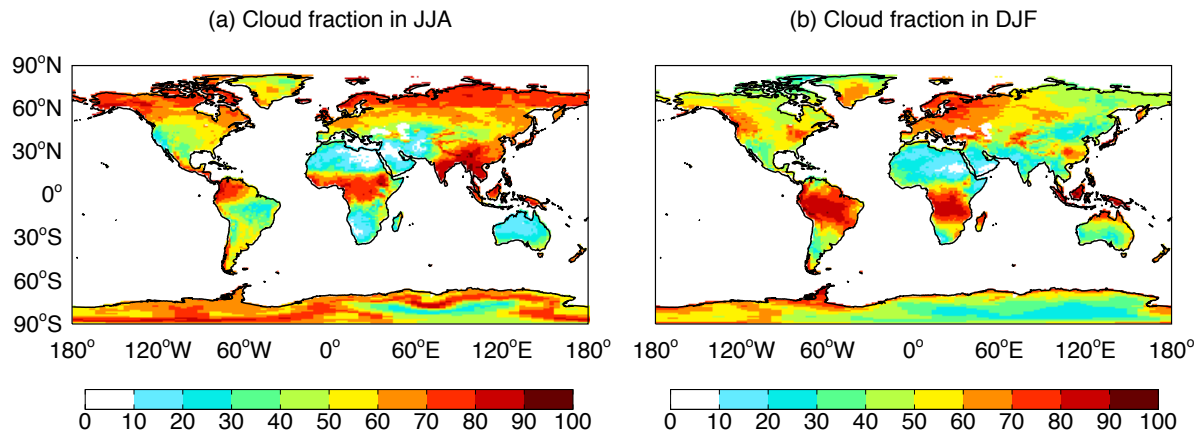 (a) Cloud fraction in JJA
(b) Cloud fraction in DJF
90°N
60°N
30°N
0°
30°S
60°S
90°S
180° 120°W 60°W 0° 60°E 120°E 180°
180° 120°W 60°W 0° 60°E 120°E 180°
0 10 20 30 40 50 60 70 80 90 100
0 10 20 30 40 50 60 70 80 90 100